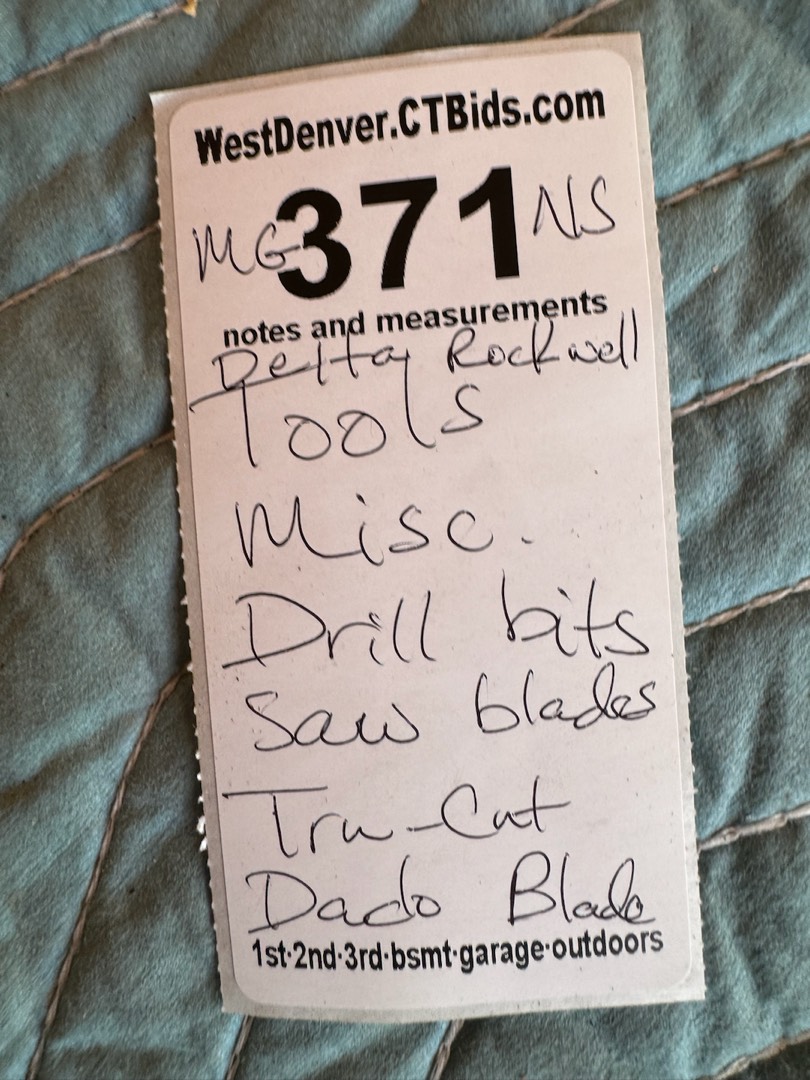 WestDenver.CTBids.com
MG 371 NS
notes and measurements
Delta, Rockwell
Tools
Misc.
Drill bits
Saw blades
Tru-Cut
Dado Blade
1st·2nd·3rd·bsmt·garage·outdoors